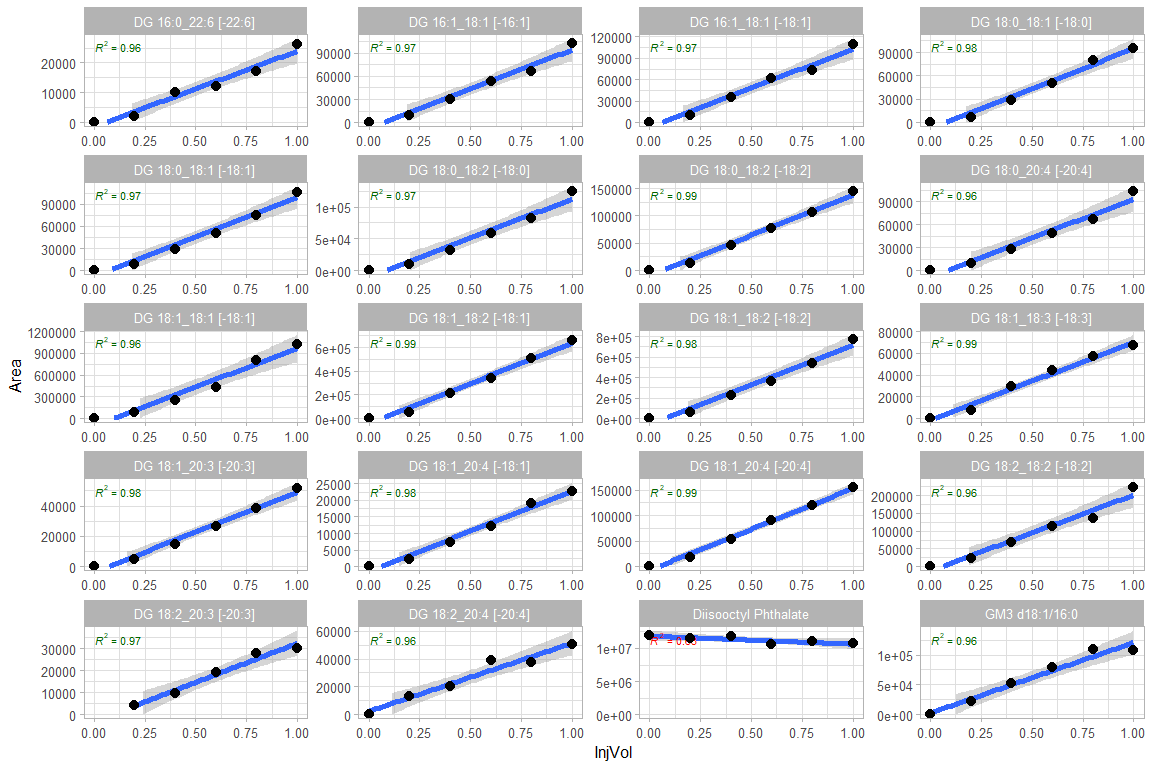 DG 16:0_22:6 [-22:6]
R² = 0.96
20000
10000
0
0.00 0.25 0.50 0.75 1.00
DG 16:1_18:1 [-16:1]
R² = 0.97
90000
60000
30000
0
0.00 0.25 0.50 0.75 1.00
DG 16:1_18:1 [-18:1]
R² = 0.97
120000
90000
60000
30000
0
0.00 0.25 0.50 0.75 1.00
DG 18:0_18:1 [-18:0]
R² = 0.98
90000
60000
30000
0
0.00 0.25 0.50 0.75 1.00
DG 18:0_18:1 [-18:1]
R² = 0.97
90000
60000
30000
0
0.00 0.25 0.50 0.75 1.00
DG 18:0_18:2 [-18:0]
R² = 0.97
1e+05
5e+04
0e+00
0.00 0.25 0.50 0.75 1.00
DG 18:0_18:2 [-18:2]
R² = 0.99
150000
100000
50000
0
0.00 0.25 0.50 0.75 1.00
DG 18:0_20:4 [-20:4]
R² = 0.96
90000
60000
30000
0
0.00 0.25 0.50 0.75 1.00
Area
DG 18:1_18:1 [-18:1]
R² = 0.96
1200000
900000
600000
300000
0
0.00 0.25 0.50 0.75 1.00
DG 18:1_18:2 [-18:1]
R² = 0.99
6e+05
4e+05
2e+05
0e+00
0.00 0.25 0.50 0.75 1.00
DG 18:1_18:2 [-18:2]
R² = 0.98
8e+05
6e+05
4e+05
2e+05
0e+00
0.00 0.25 0.50 0.75 1.00
DG 18:1_18:3 [-18:3]
R² = 0.99
80000
60000
40000
20000
0
0.00 0.25 0.50 0.75 1.00
DG 18:1_20:3 [-20:3]
R² = 0.98
40000
20000
0
0.00 0.25 0.50 0.75 1.00
DG 18:1_20:4 [-18:1]
R² = 0.98
25000
20000
15000
10000
5000
0
0.00 0.25 0.50 0.75 1.00
DG 18:1_20:4 [-20:4]
R² = 0.99
150000
100000
50000
0
0.00 0.25 0.50 0.75 1.00
DG 18:2_18:2 [-18:2]
R² = 0.96
200000
150000
100000
50000
0
0.00 0.25 0.50 0.75 1.00
DG 18:2_20:3 [-20:3]
R² = 0.97
30000
20000
10000
0
0.00 0.25 0.50 0.75 1.00
DG 18:2_20:4 [-20:4]
R² = 0.96
60000
40000
20000
0
0.00 0.25 0.50 0.75 1.00
Diisooctyl Phthalate
1e+07
5e+06
0e+00
0.00 0.25 0.50 0.75 1.00
GM3 d18:1/16:0
R² = 0.96
1e+05
5e+04
0e+00
0.00 0.25 0.50 0.75 1.00
InjVol